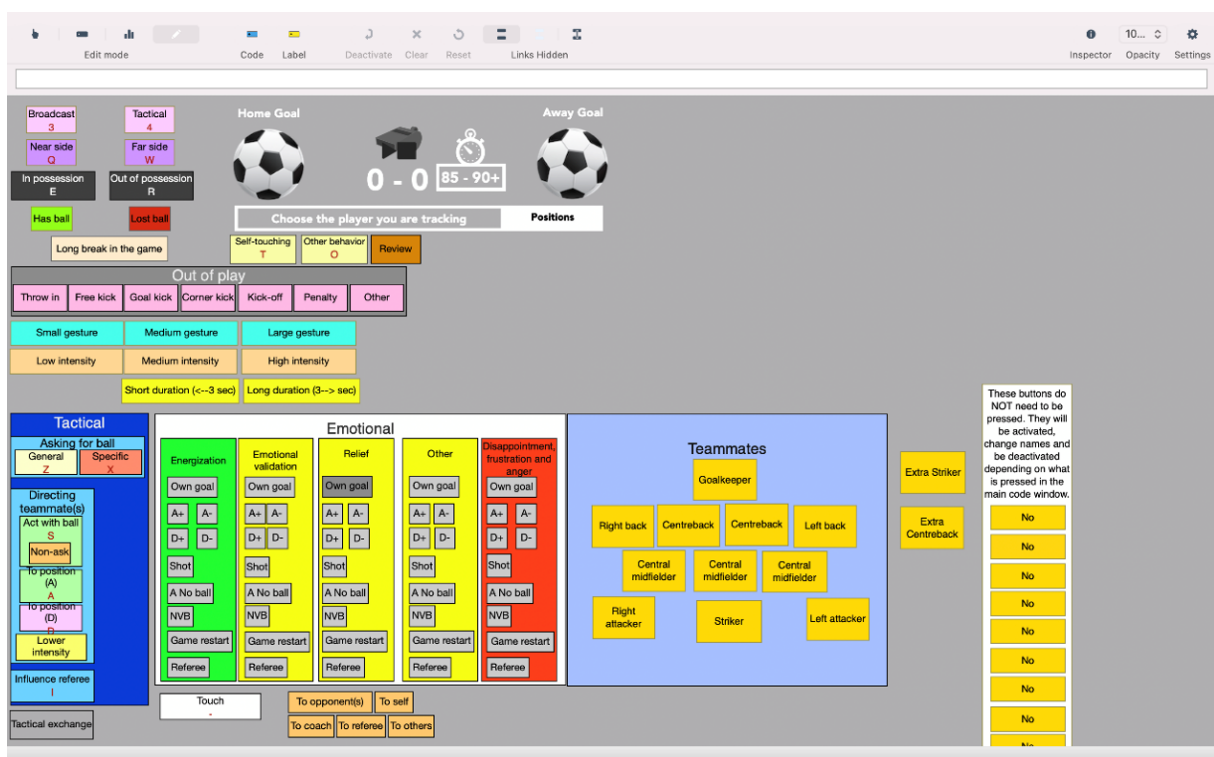 Edit mode
Code
Label
Deactivate
Clear
Reset
Links Hidden
Inspector
10...
Opacity
Settings
Broadcast
3
Tactical
4
Near side
Q
Far side
W
In possession
E
Out of possession
R
Has ball
Lost ball
Long break in the game
Home Goal
Away Goal
0 - 0
85 - 90+
Choose the player you are tracking
Positions
Self-touching
T
Other behavior
O
Review
Out of play
Throw in
Free kick
Goal kick
Corner kick
Kick-off
Penalty
Other
Small gesture
Medium gesture
Large gesture
Low intensity
Medium intensity
High intensity
Short duration (<--3 sec)
Long duration (3--> sec)
Tactical
Asking for ball
General
Z
Specific
X
Directing
teammate(s)
Act with ball
S
Non-ask
To position
(A)
A
To position
(D)
D
Lower
intensity
Influence referee
I
Tactical exchange
Emotional
Energization
Own goal
A+
A-
D+
D-
Shot
A No ball
NVB
Game restart
Referee
Emotional
validation
Own goal
A+
A-
D+
D-
Shot
A No ball
NVB
Game restart
Referee
Relief
Own goal
A+
A-
D+
D-
Shot
A No ball
NVB
Game restart
Referee
Other
Own goal
A+
A-
D+
D-
Shot
A No ball
NVB
Game restart
Referee
Disappointment,
frustration and
anger
Own goal
A+
A-
D+
D-
Shot
A No ball
NVB
Game restart
Referee
Touch
To opponent(s)
To self
To coach
To referee
To others
Teammates
Goalkeeper
Right back
Centreback
Centreback
Left back
Central
midfielder
Central
midfielder
Central
midfielder
Right
attacker
Striker
Left attacker
Extra Striker
Extra
Centreback
These buttons do
NOT need to be
pressed. They will
be activated,
change names and
be deactivated
depending on what
is pressed in the
main code window.
No
No
No
No
No
No
No
No
No